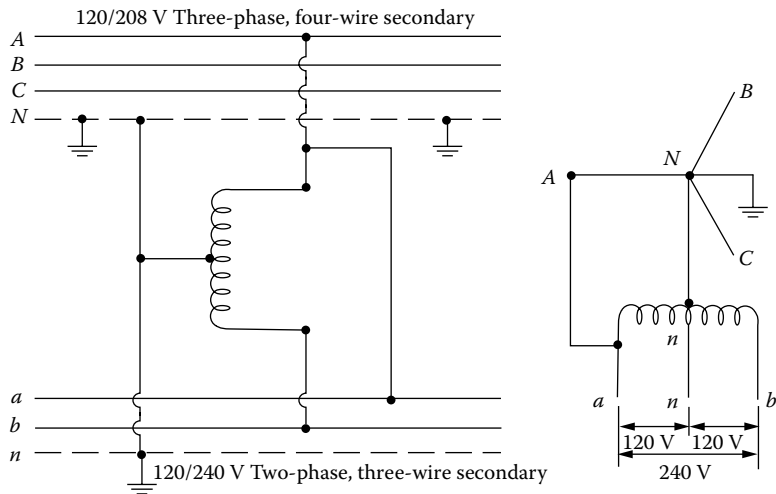 120/208 V Three-phase, four-wire secondary
A
B
C
N
a
b
n
120/240 V Two-phase, three-wire secondary
B
N
A
C
n
a n b
120 V 120 V
240 V